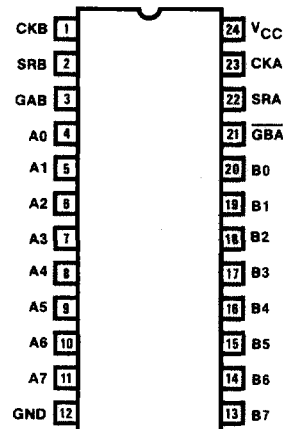 CKB 1 24 VCC
SRB 2 23 CKA
GAB 3 22 SRA
A0 4 21 GBA
A1 5 20 B0
A2 6 19 B1
A3 7 18 B2
A4 8 17 B3
A5 9 16 B4
A6 10 15 B5
A7 11 14 B6
GND 12 13 B7